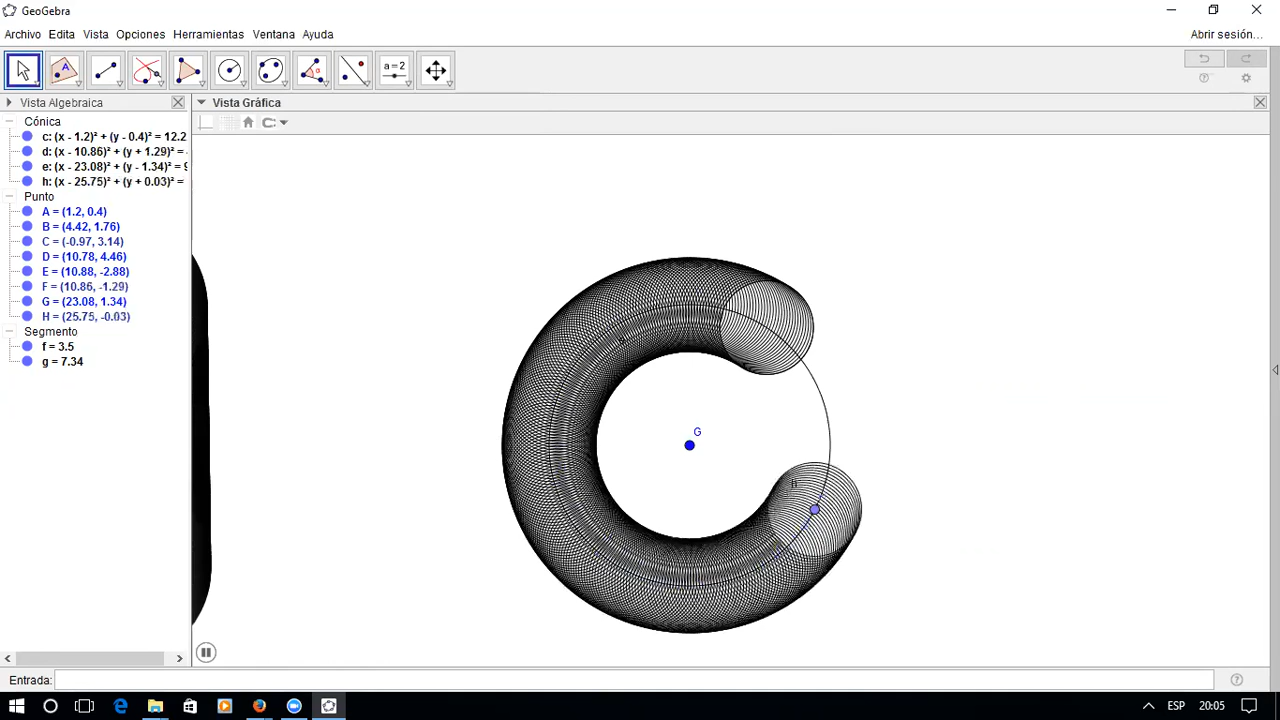 GeoGebra
Archivo Edita Vista Opciones Herramientas Ventana Ayuda Abrir sesión...
A α a = 2
Vista Algebraica Vista Gráfica
Cónica
c: (x - 1.2)² + (y - 0.4)² = 12.2
d: (x - 10.86)² + (y + 1.29)² =
e: (x - 23.08)² + (y - 1.34)² = 9
h: (x - 25.75)² + (y + 0.03)² =
Punto
A = (1.2, 0.4)
B = (4.42, 1.76)
C = (-0.97, 3.14)
D = (10.78, 4.46)
E = (10.88, -2.88)
F = (10.86, -1.29)
G = (23.08, 1.34)
H = (25.75, -0.03)
Segmento
f = 3.5
g = 7.34
G
h
Entrada:
ESP 20:05